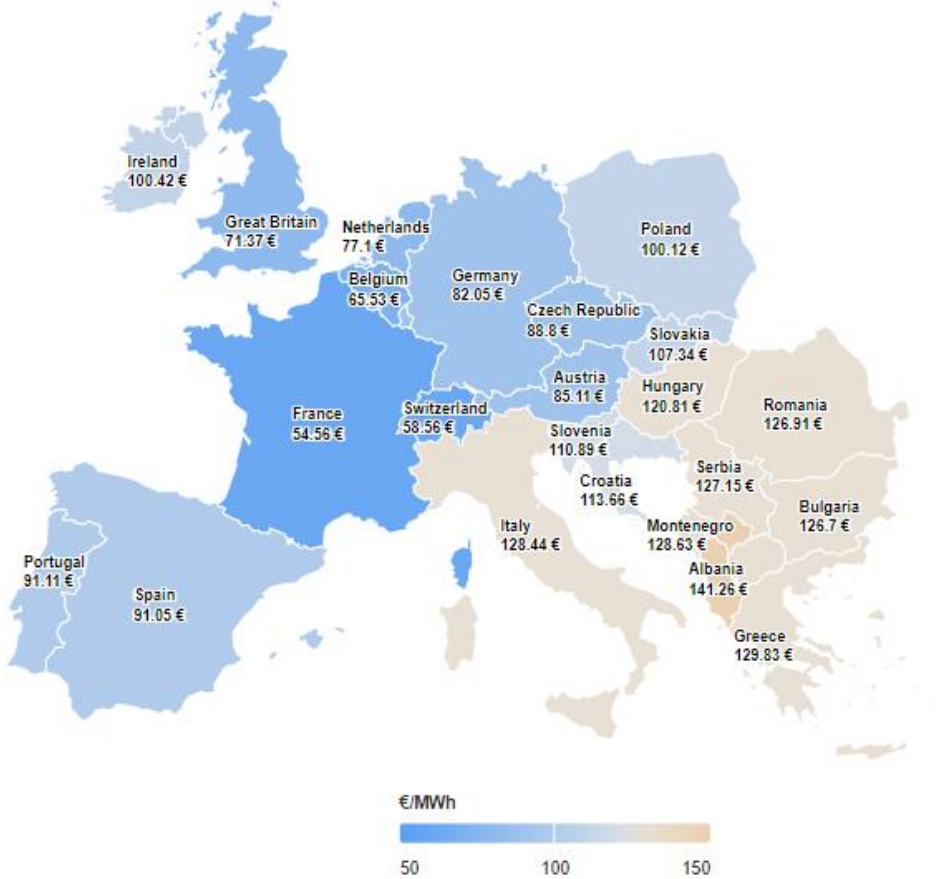 Ireland
100.42 €
Great Britain
71.37 €
Netherlands
77.1 €
Belgium
65.53 €
Germany
82.05 €
Poland
100.12 €
Czech Republic
88.8 €
Slovakia
107.34 €
Austria
85.11 €
Hungary
120.81 €
France
54.56 €
Switzerland
58.56 €
Slovenia
110.89 €
Romania
126.91 €
Croatia
113.66 €
Serbia
127.15 €
Bulgaria
126.7 €
Italy
128.44 €
Montenegro
128.63 €
Albania
141.26 €
Portugal
91.11 €
Spain
91.05 €
Greece
129.83 €
€/MWh
50 100 150